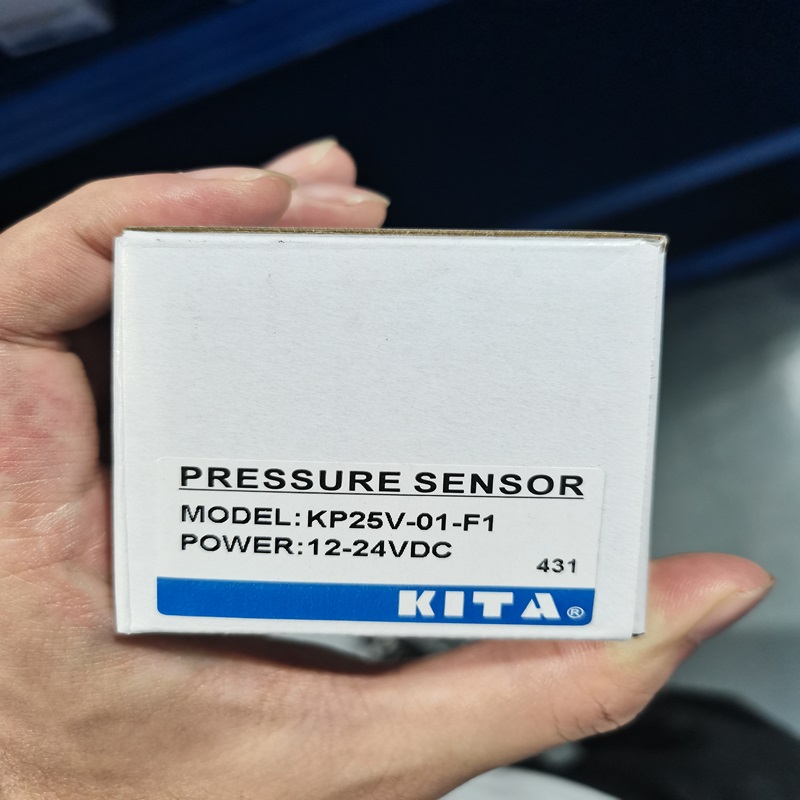 PRESSURE SENSOR
MODEL:KP25V-01-F1
POWER:12-24VDC
431
KITA®